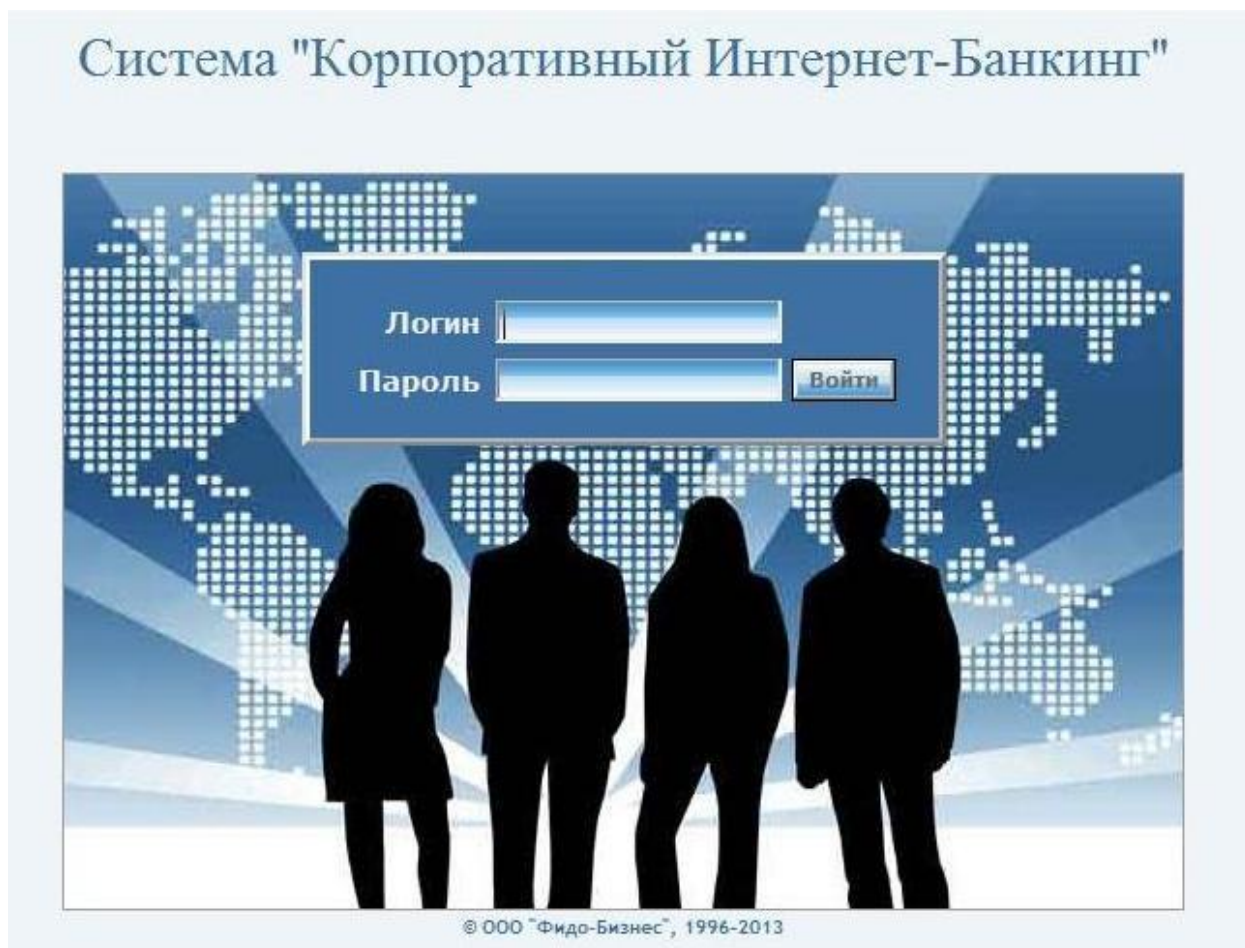 Система "Корпоративный Интернет-Банкинг"
Логин
Пароль
Войти
© ООО "Фидо-Бизнес", 1996-2013